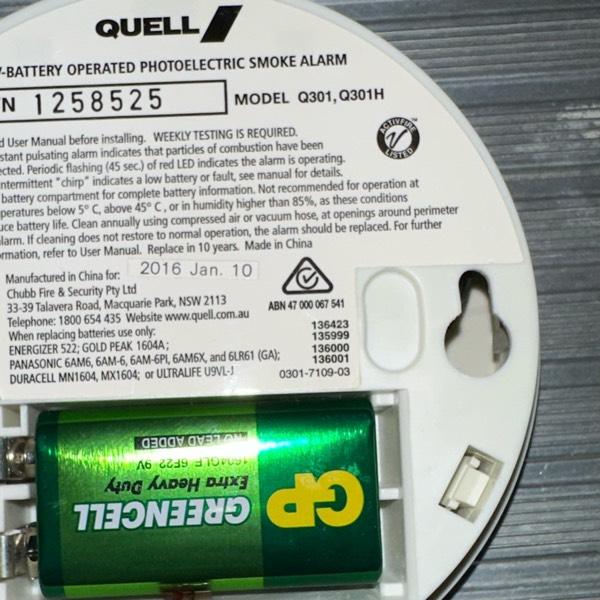 QUELL
-BATTERY OPERATED PHOTOELECTRIC SMOKE ALARM
N 1258525 MODEL Q301, Q301H
ACTIVFIRE
LISTED
d User Manual before installing. WEEKLY TESTING IS REQUIRED.
stant pulsating alarm indicates that particles of combustion have been
ected. Periodic flashing (45 sec.) of red LED indicates the alarm is operating.
ntermittent "chirp" indicates a low battery or fault, see manual for details.
battery compartment for complete battery information. Not recommended for operation at
peratures below 5° C, above 45° C, or in humidity higher than 85%, as these conditions
uce battery life. Clean annually using compressed air or vacuum hose, at openings around perimeter
larm. If cleaning does not restore to normal operation, the alarm should be replaced. For further
ormation, refer to User Manual. Replace in 10 years. Made in China
Manufactured in China for: 2016 Jan. 10
Chubb Fire & Security Pty Ltd
33-39 Talavera Road, Macquarie Park, NSW 2113
Telephone: 1800 654 435 Website www.quell.com.au
When replacing batteries use only:
ENERGIZER 522; GOLD PEAK 1604A;
PANASONIC 6AM6, 6AM-6, 6AM-6PI, 6AM6X, and 6LR61 (GA);
DURACELL MN1604, MX1604; or ULTRALIFE U9VL-J
ABN 47 000 067 541
136423
135999
136000
136001
0301-7109-03
GP
GREENCELL
Extra Heavy Duty
1604GLF 6F22 9V
NO LEAD ADDED